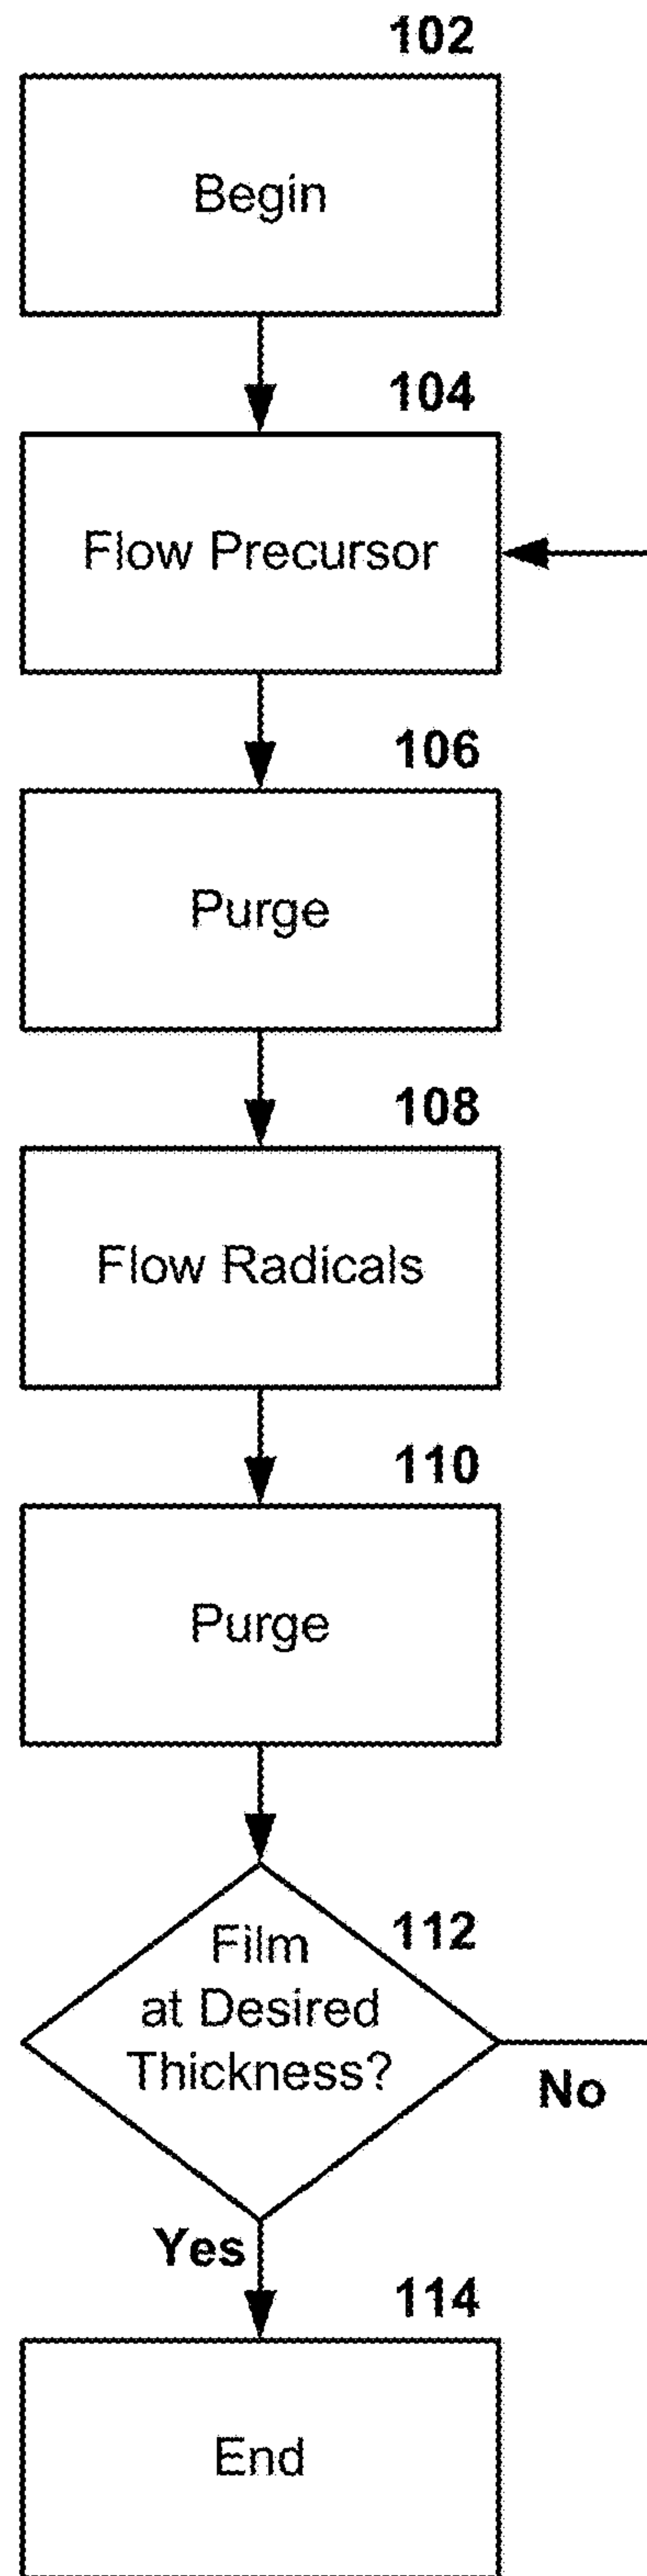 102
Begin
104
Flow Precursor
106
Purge
108
Flow Radicals
110
Purge
112
Film
at Desired
Thickness?
No
Yes
114
End